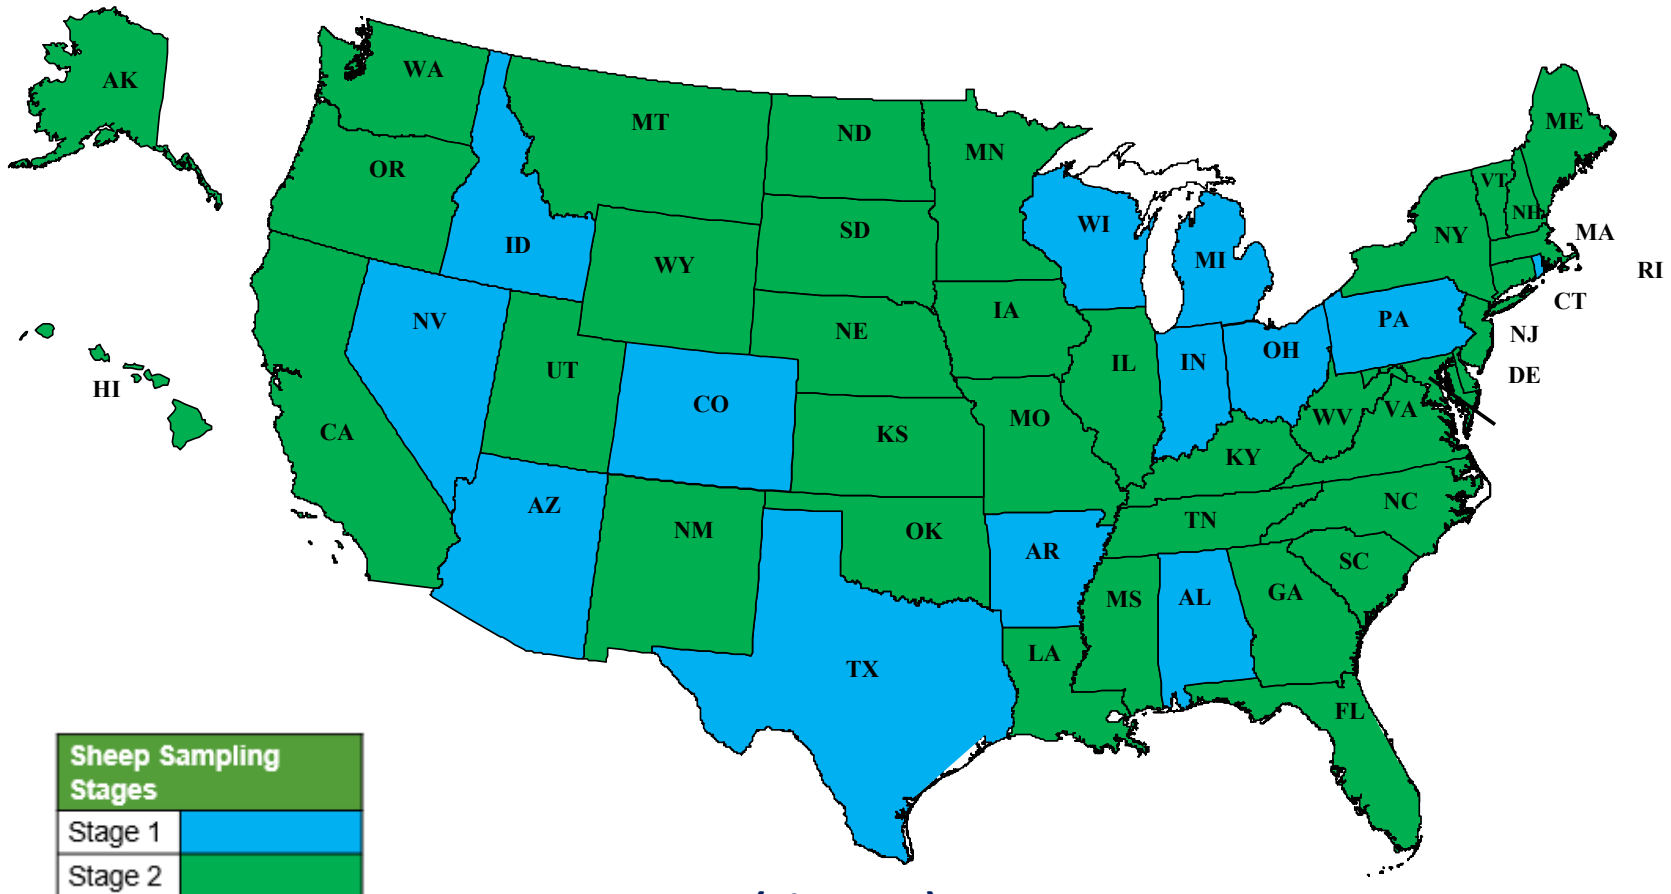 AK
WA
MT
ND
MN
ME
OR
ID
SD
WI
MI
VT
NH
NY
MA
RI
WY
NV
NE
IA
CT
PA
NJ
UT
IL
IN
OH
DE
HI
CO
CA
KS
MO
WV
VA
KY
AZ
NM
OK
AR
TN
NC
SC
MS
AL
GA
LA
TX
FL
Sheep Sampling
Stages
Stage 1
Stage 2